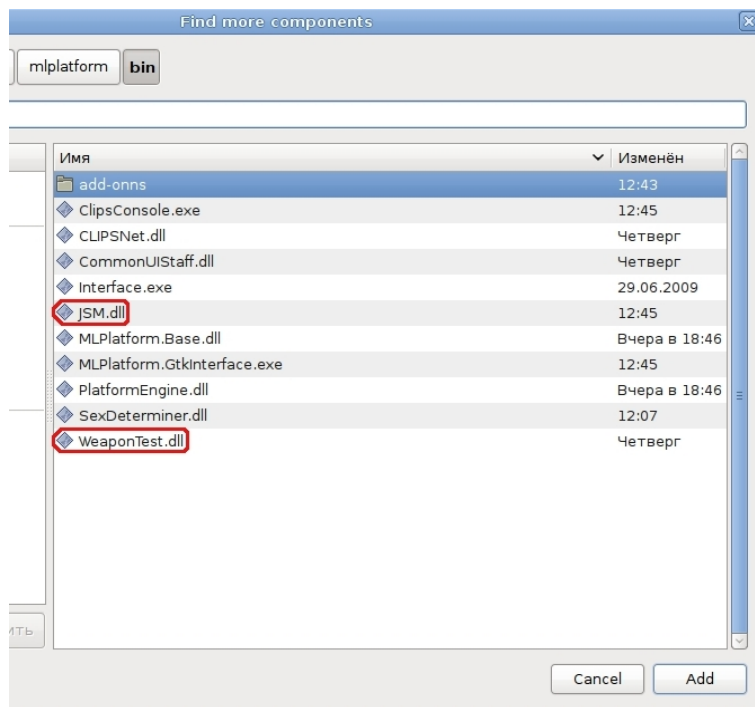 Find more components
mlplatform bin
Имя Изменён
add-onns 12:43
ClipsConsole.exe 12:45
CLIPSNet.dll Четверг
CommonUIStaff.dll Четверг
Interface.exe 29.06.2009
JSM.dll 12:45
MLPlatform.Base.dll Вчера в 18:46
MLPlatform.GtkInterface.exe 12:45
PlatformEngine.dll Вчера в 18:46
SexDeterminer.dll 12:07
WeaponTest.dll Четверг
ить
Cancel Add